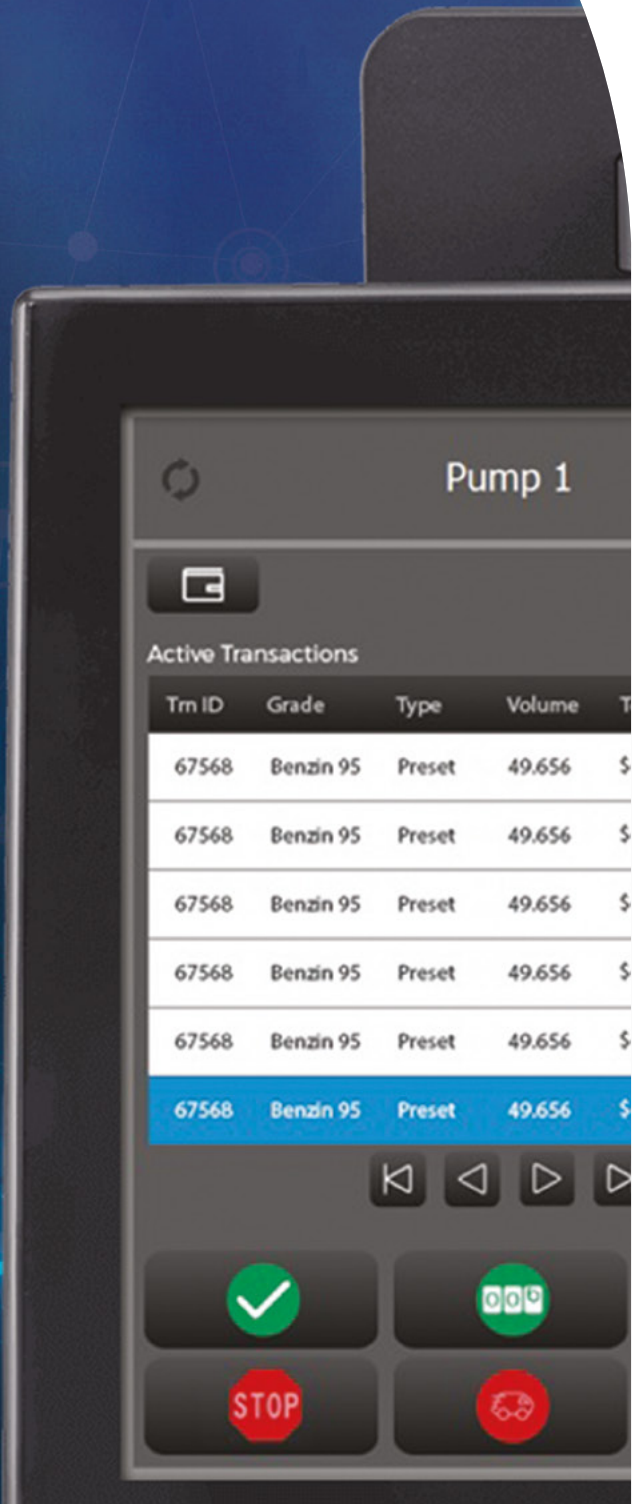 Pump 1
Active Transactions
Trn ID Grade Type Volume
67568 Benzin 95 Preset 49.656 $
67568 Benzin 95 Preset 49.656 $
67568 Benzin 95 Preset 49.656 $
67568 Benzin 95 Preset 49.656 $
67568 Benzin 95 Preset 49.656 $
67568 Benzin 95 Preset 49.656 $
000
STOP